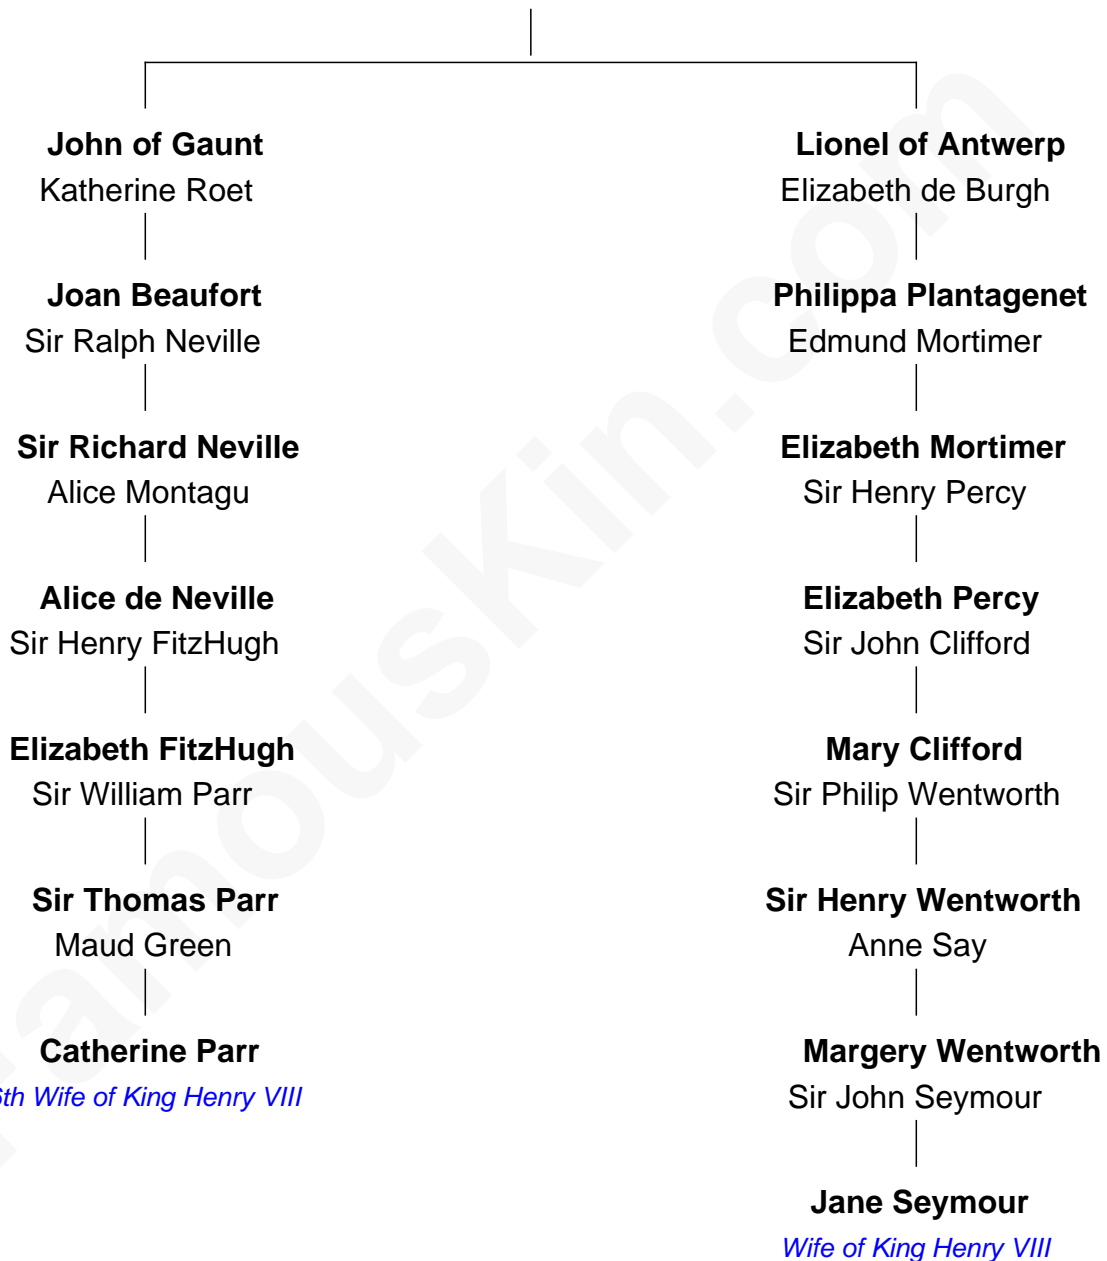 John of Gaunt
Katherine Roet
Joan Beaufort
Sir Ralph Neville
Sir Richard Neville
Alice Montagu
Alice de Neville
Sir Henry FitzHugh
Elizabeth FitzHugh
Sir William Parr
Sir Thomas Parr
Maud Green
Catherine Parr
6th Wife of King Henry VIII
Lionel of Antwerp
Elizabeth de Burgh
Philippa Plantagenet
Edmund Mortimer
Elizabeth Mortimer
Sir Henry Percy
Elizabeth Percy
Sir John Clifford
Mary Clifford
Sir Philip Wentworth
Sir Henry Wentworth
Anne Say
Margery Wentworth
Sir John Seymour
Jane Seymour
Wife of King Henry VIII
FamousKin.com